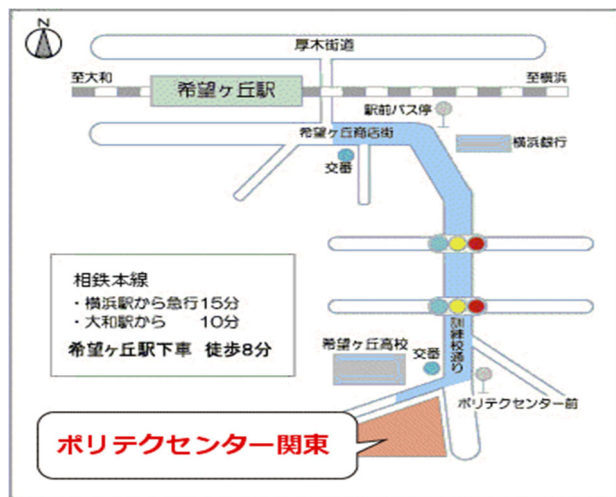 N
厚木街道
至大和
希望ヶ丘駅
至横浜
駅前バス停
希望ヶ丘商店街
横浜銀行
交番
相鉄本線
・横浜駅から急行15分
・大和駅から 10分
希望ヶ丘駅下車 徒歩8分
訓練校通り
希望ヶ丘高校
交番
ポリテクセンター前
ポリテクセンター関東